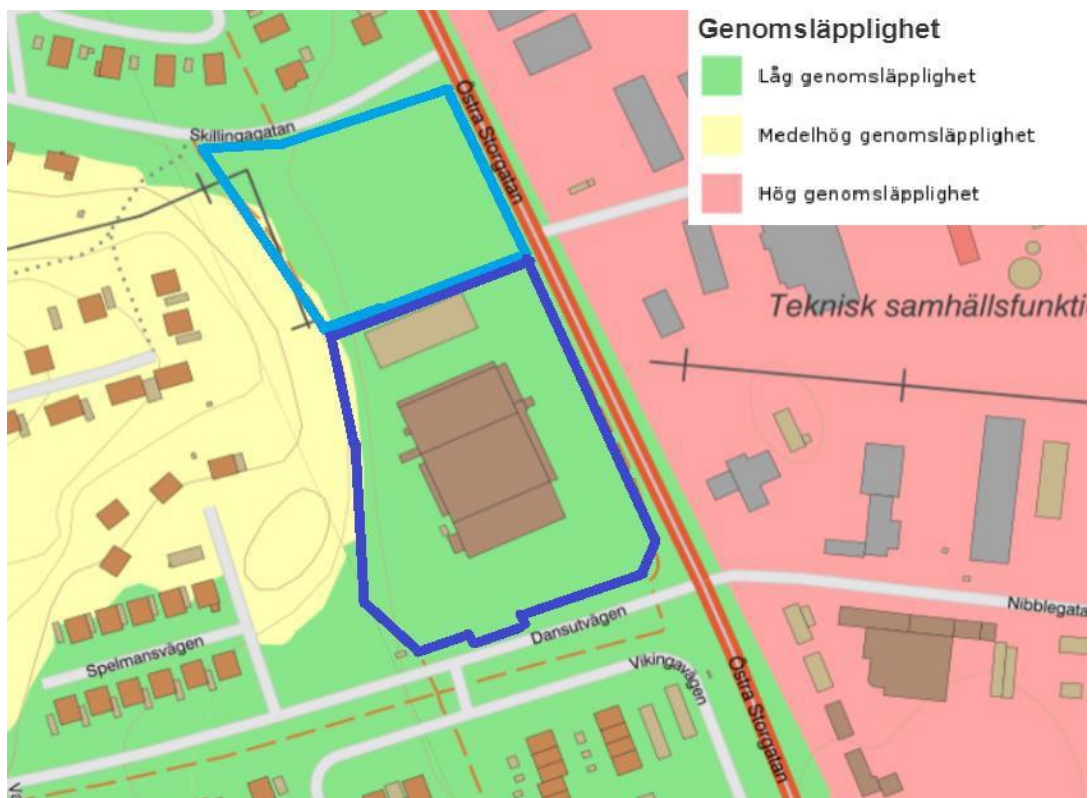 Genomsläpplighet
Låg genomsläpplighet
Medelhög genomsläpplighet
Hög genomsläpplighet
Skillingagatan
Östra Storgatan
Teknisk samhällsfunkti
Dansutvägen
Nibblegata
Spelmansvägen
Vikingavägen
Östra Storgatan